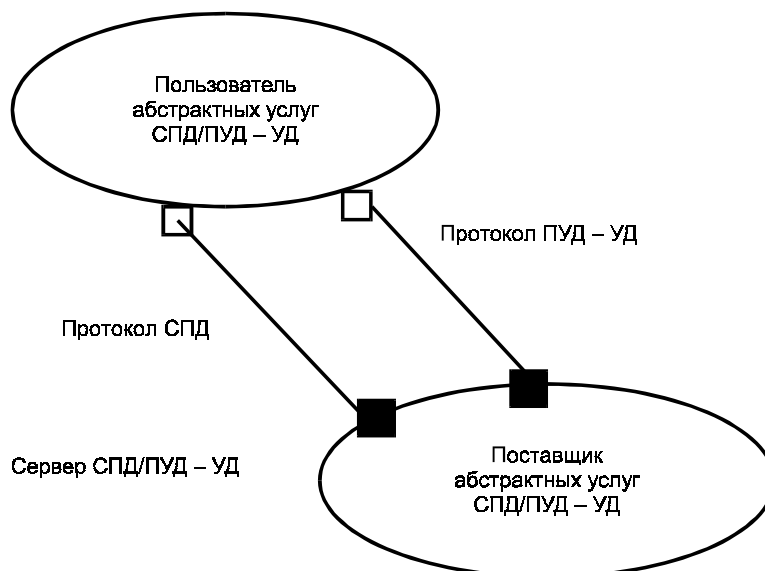 Пользователь
абстрактных услуг
СПД/ПУД – УД
Протокол ПУД – УД
Протокол СПД
Сервер СПД/ПУД – УД
Поставщик
абстрактных услуг
СПД/ПУД – УД